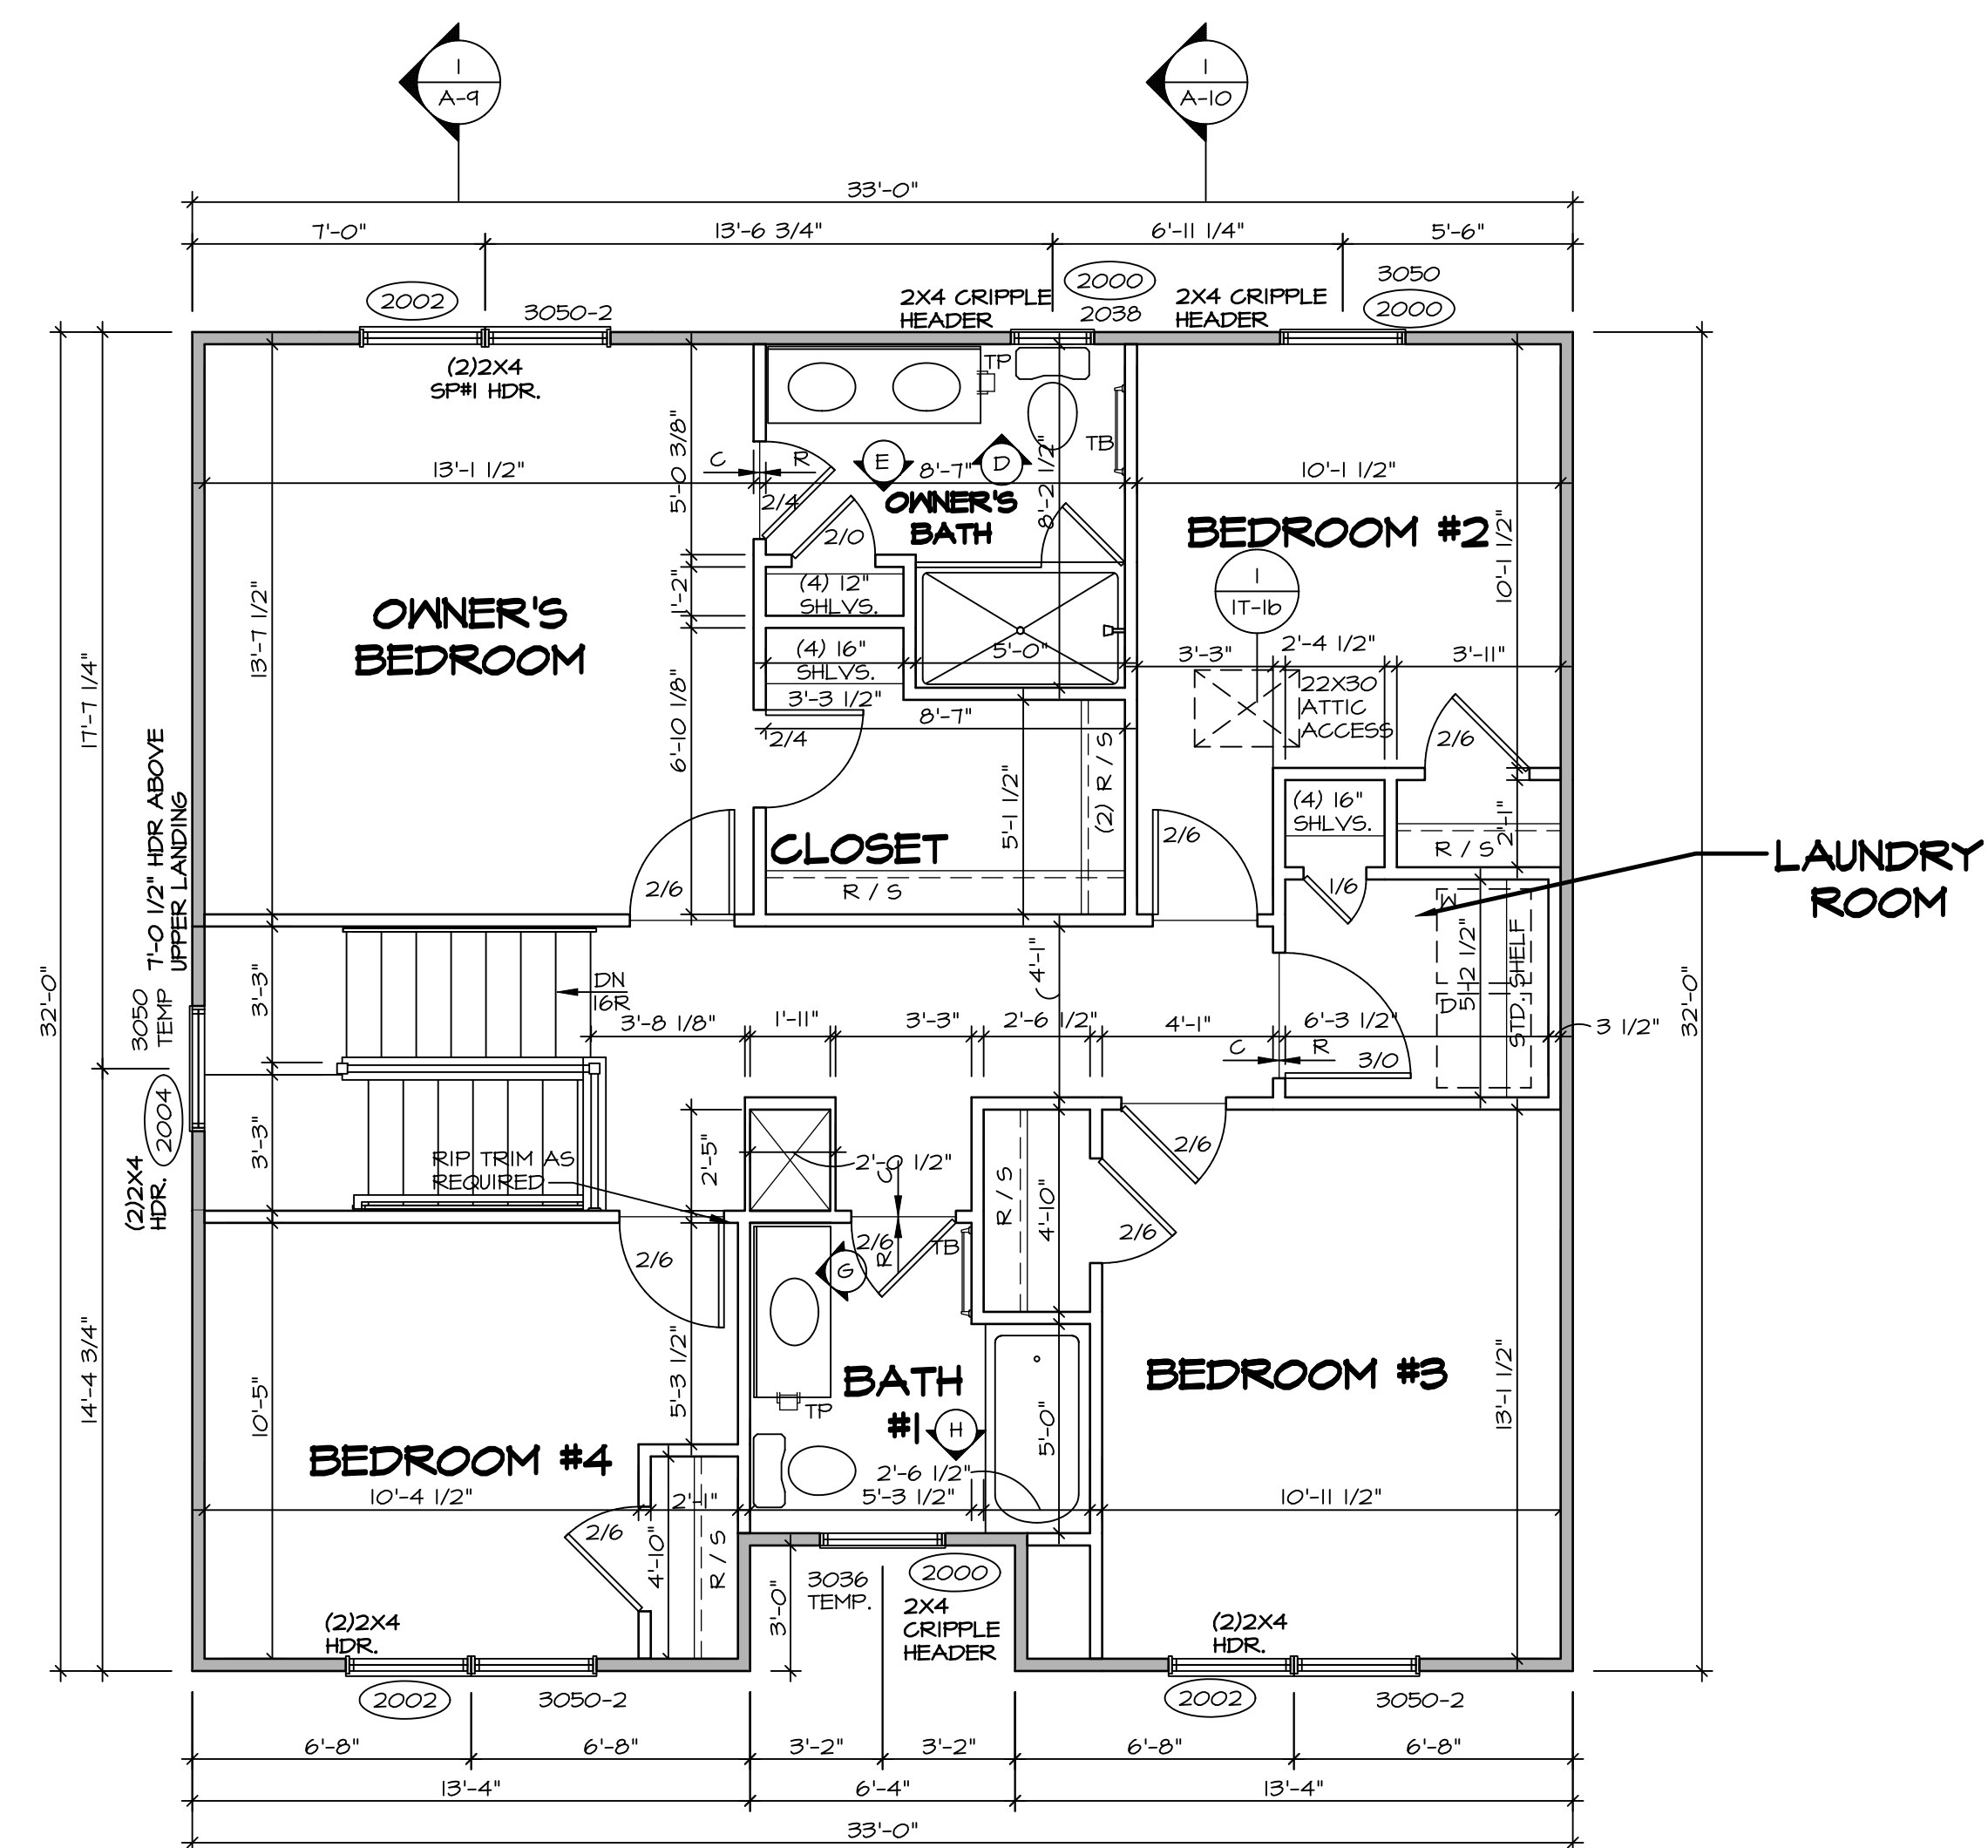 1
A-9
1
A-10
33'-0"
7'-0"
13'-6 3/4"
6'-11 1/4"
5'-6"
2002
3050-2
2X4 CRIPPLE
HEADER
2000
2038
2X4 CRIPPLE
HEADER
3050
2000
(2)2X4
SP#1 HDR.
TP
TB
13'-1 1/2"
5'-0 3/8"
C
R
2/4
E
8'-7"
D
8'-2 1/2"
OWNER'S
BATH
2/0
10'-1 1/2"
BEDROOM #2
10'-1 1/2"
1
1T-1b
13'-7 1/2"
OWNER'S
BEDROOM
1'-2"
(4) 12"
SHLVS.
(4) 16"
SHLVS.
5'-0"
3'-3 1/2"
8'-7"
6'-10 1/8"
2/4
3'-3"
2'-4 1/2"
3'-11"
22X30
ATTIC
ACCESS
2/6
17'-7 1/4"
7'-0 1/2" HDR ABOVE
UPPER LANDING
5'-1 1/2"
(2) R / S
CLOSET
R / S
2/6
2/6
(4) 16"
SHLVS.
2'-1"
R / S
1/6
LAUNDRY
ROOM
W
D
5'-2 1/2"
STD. SHELF
32'-0"
3050
TEMP
3'-3"
DN
16R
4'-1"
3'-8 1/8"
1'-11"
3'-3"
2'-6 1/2"
4'-1"
6'-3 1/2"
3 1/2"
32'-0"
C
R
3/0
2004
(2)2X4
HDR.
3'-3"
RIP TRIM AS
REQUIRED
2'-5"
2'-0 1/2"
C
R
2/6
TB
R / S
4'-10"
2/6
2/6
2/6
G
14'-4 3/4"
10'-5"
5'-3 1/2"
BATH
#1
TP
H
5'-0"
BEDROOM #3
13'-1 1/2"
BEDROOM #4
10'-4 1/2"
2'-1"
2'-6 1/2"
5'-3 1/2"
10'-11 1/2"
2/6
4'-10"
R / S
3'-0"
3036
TEMP.
2000
2X4
CRIPPLE
HEADER
(2)2X4
HDR.
(2)2X4
HDR.
2002
3050-2
2002
3050-2
6'-8"
6'-8"
3'-2"
3'-2"
6'-8"
6'-8"
13'-4"
6'-4"
13'-4"
33'-0"